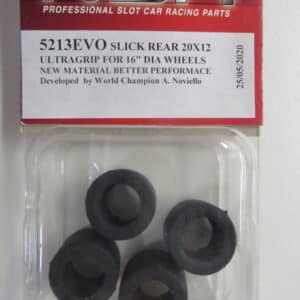 PROFESSIONAL SLOT CAR RACING PARTS
5213EVO SLICK REAR 20X12
ULTRAGRIP FOR 16" DIA WHEELS
NEW MATERIAL BETTER PERFORMACE
Developed by World Champion A. Noviello
25/05/2020